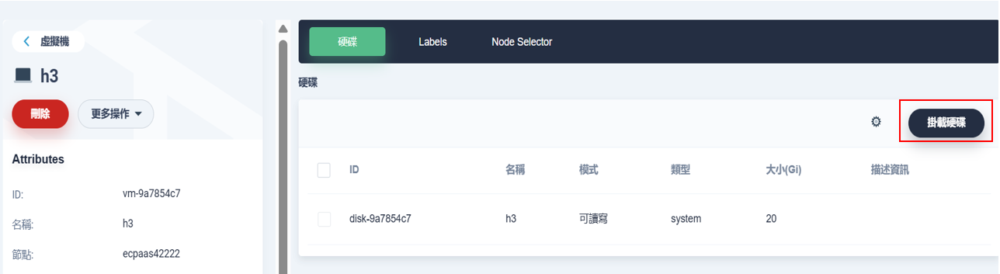 虛擬機
h3
刪除 更多操作
Attributes
ID: vm-9a7854c7
名稱: h3
節點: ecpaas42222
硬碟 Labels Node Selector
硬碟
掛載硬碟
ID 名稱 模式 類型 大小(Gi) 描述資訊
disk-9a7854c7 h3 可讀寫 system 20